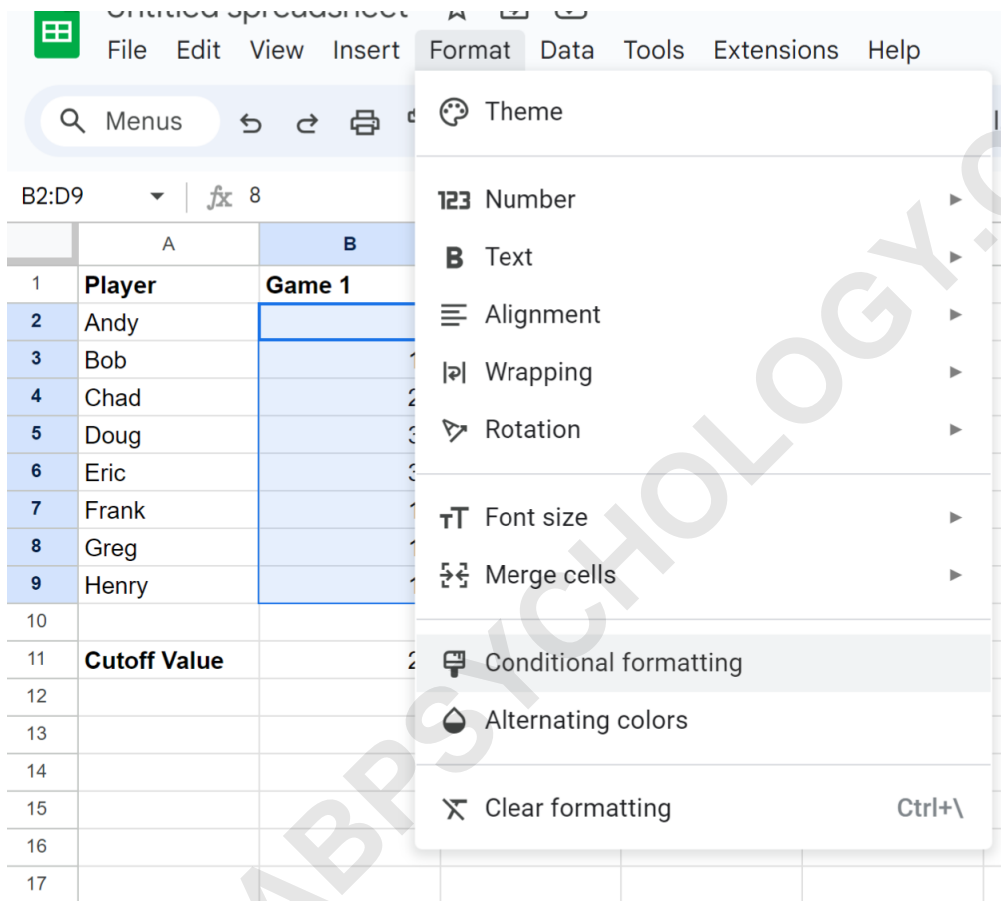 Untitled spreadsheet
File Edit View Insert Format Data Tools Extensions Help
Menus
Theme
B2:D9 fx 8
123 Number
A B
B Text
1 Player Game 1
2 Andy
Alignment
3 Bob
4 Chad
Wrapping
5 Doug
Rotation
6 Eric
7 Frank
Font size
8 Greg
Merge cells
9 Henry
10
11 Cutoff Value
Conditional formatting
12
Alternating colors
13
14
15
Clear formatting Ctrl+\
16
17
ABPSYCHOLOGY.C